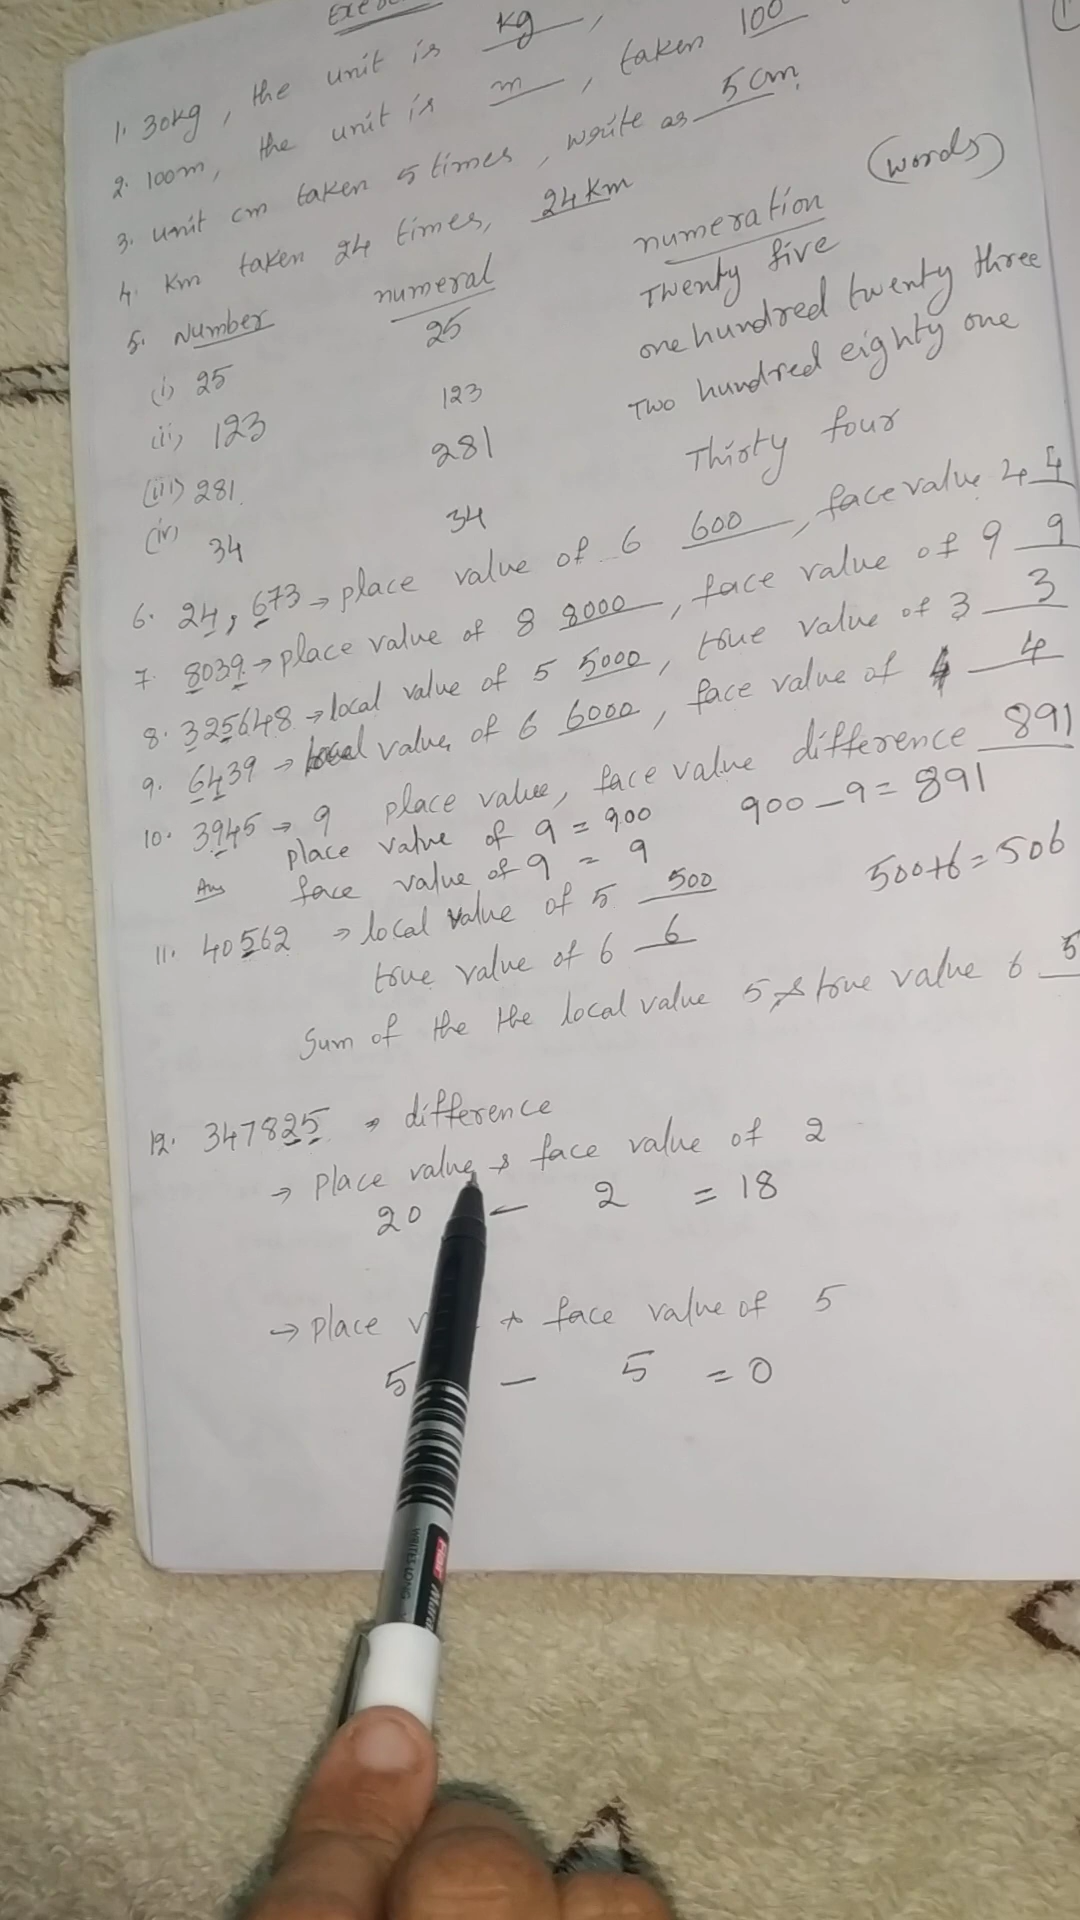 1. 30kg, the unit is kg,
2. 100m, the unit is m, taken 100
3. unit cm taken 5 times, write as 5cm.
4. Km taken 24 times, 24Km
5. Number numeral numeration (words)
(i) 25 25 Twenty five
(ii) 123 123 one hundred twenty three
(iii) 281. 281 Two hundred eighty one
(iv) 34 34 Thirty four
6. 24,673 → place value of 6 600, face value 4 4
7. 8039 → place value of 8 8000, face value of 9 9
8. 325648 → local value of 5 5000, true value of 3 3
9. 6439 → local value of 6 6000, face value of 4 4
10. 3945 → 9 place value, face value difference 891
place value of 9 = 900 900 - 9 = 891
Ans face value of 9 = 9
11. 40562 → local value of 5 500 500+6=506
true value of 6 6
Sum of the the local value 5 & true value 6 5
12. 347825 → difference
→ place value & face value of 2
20 - 2 = 18
→ place face value of 5
5 - 5 = 0
WRITES LONG